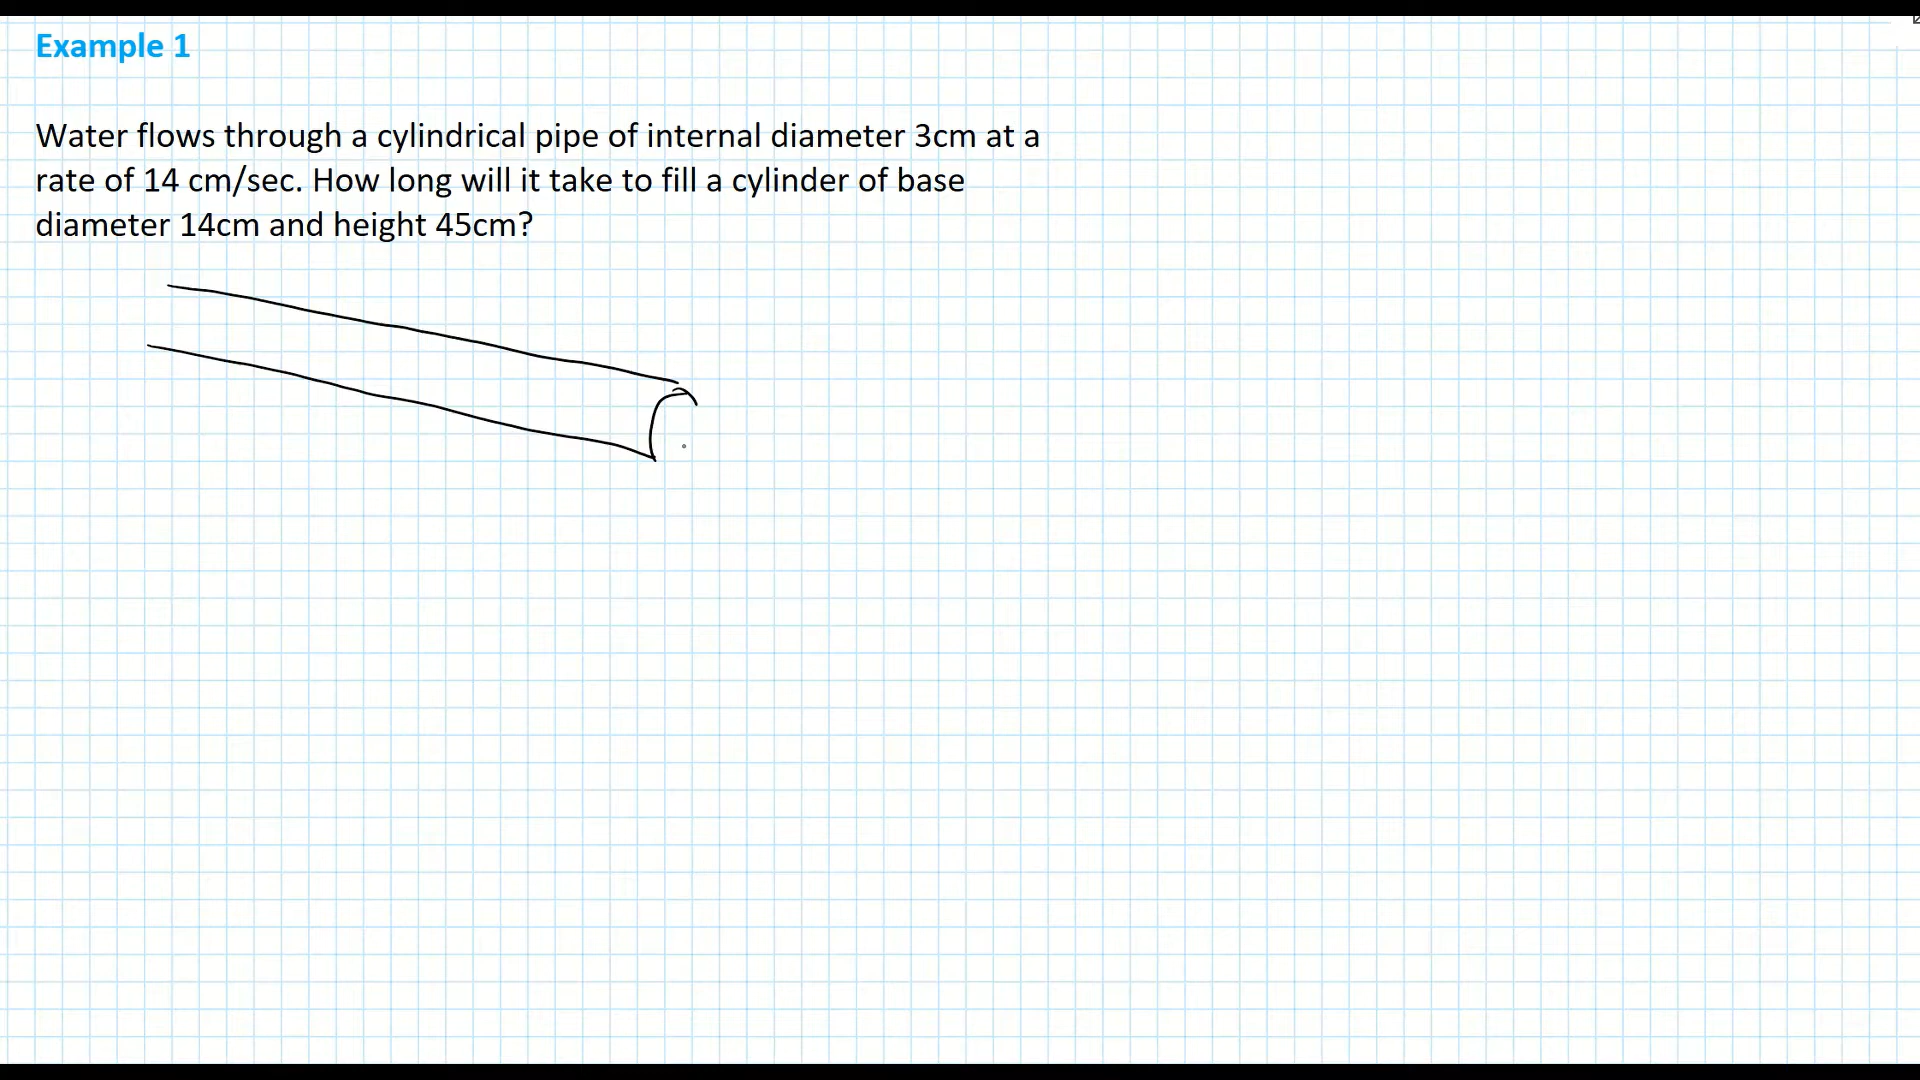 Example 1
Water flows through a cylindrical pipe of internal diameter 3cm at a
rate of 14 cm/sec. How long will it take to fill a cylinder of base
diameter 14cm and height 45cm?